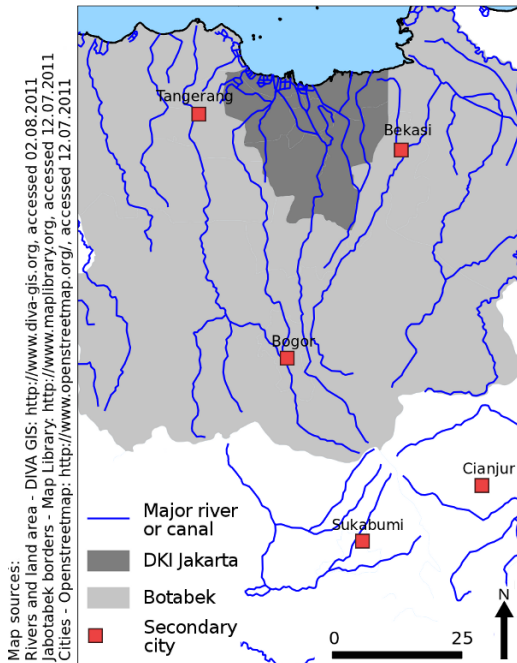 Map sources:
Rivers and land area - DIVA GIS: http://www.diva-gis.org, accessed 02.08.2011
Jabotabek borders - Map Library: http://www.maplibrary.org, accessed 12.07.2011
Cities - Openstreetmap: http://www.openstreetmap.org/, accessed 12.07.2011
Tangerang
Bekasi
Bogor
Cianjur
Sukabumi
Major river
or canal
DKI Jakarta
Botabek
Secondary
city
0 25
N